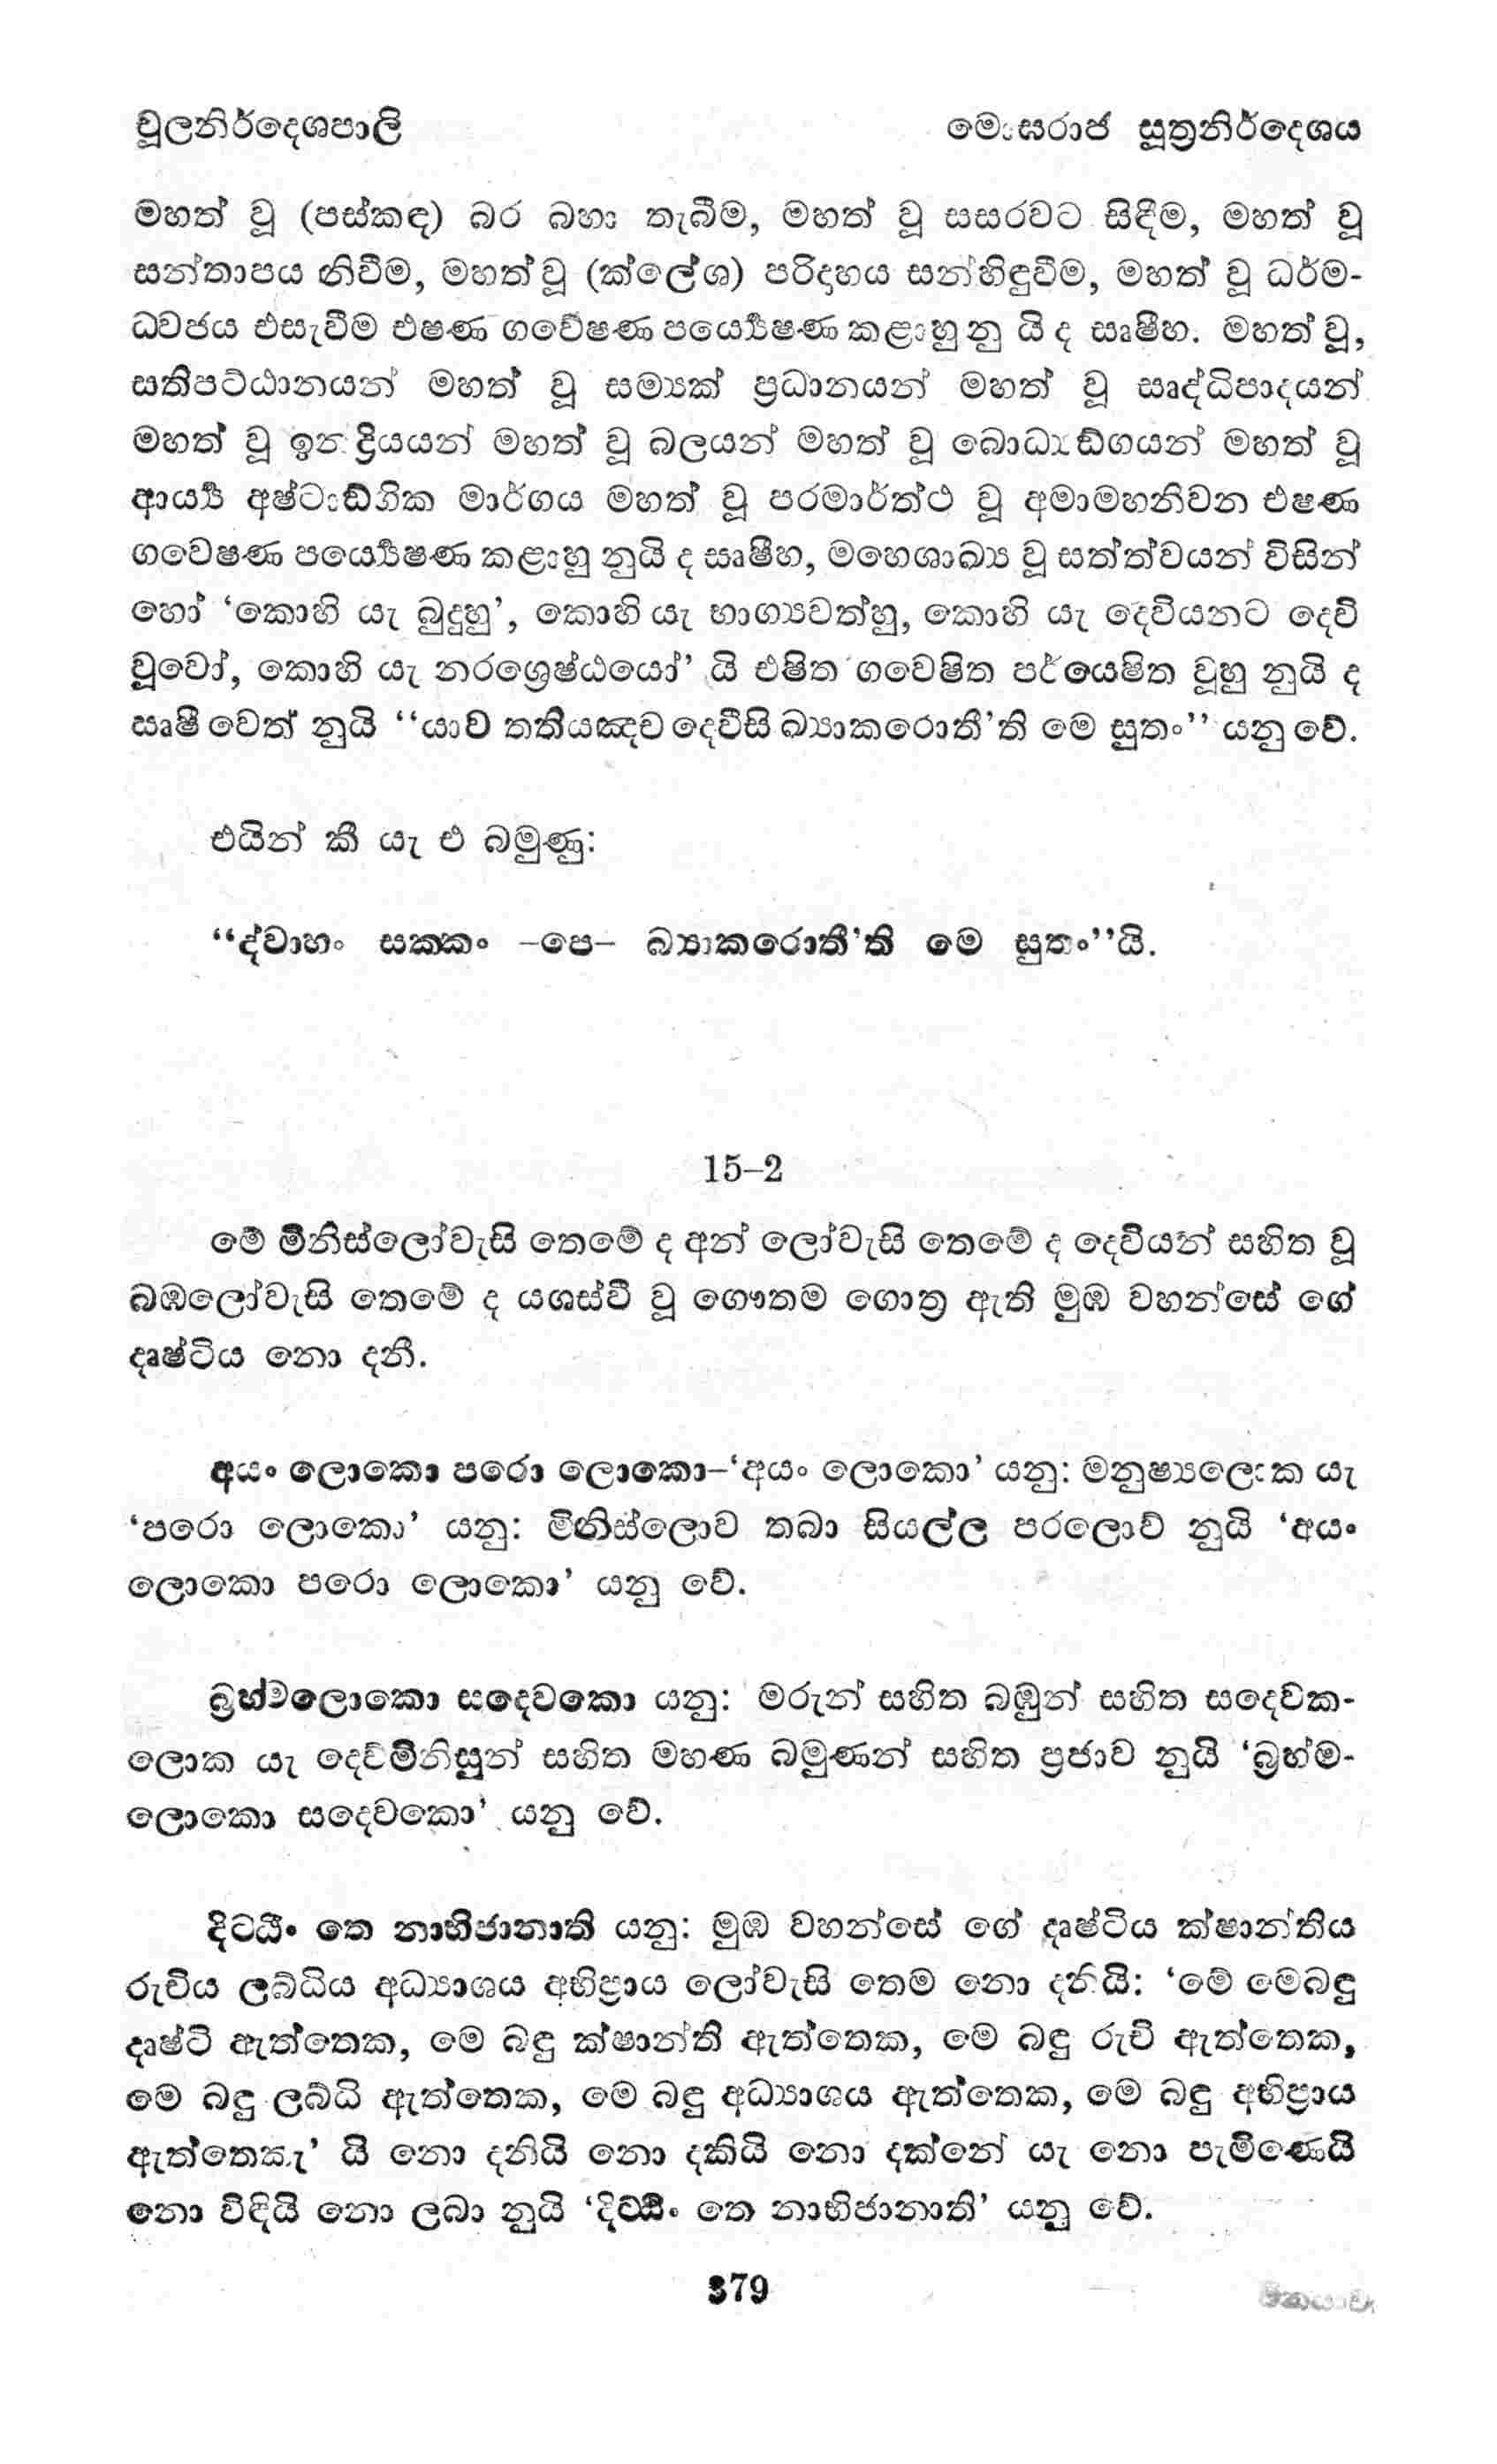 චූලනිර්දෙශපාලි
මොඝරාජ සූත්‍රනිර්දෙශය
මහත් වූ (පස්කඳ) බර බහා තැබීම, මහත් වූ සසරවට සිඳීම, මහත් වූ
සන්තාපය නිවීම, මහත් වූ (ක්ලේශ) පරිදාහය සන්හිඳුවීම, මහත් වූ ධර්ම-
ධ්වජය එසැවීම එෂණ ගවේෂණ පය්‍යෙීෂණ කළාහු නු යි ද ඍෂීහ. මහත් වූ,
සතිපට්ඨානයන් මහත් වූ සම්‍යක් ප්‍රධානයන් මහත් වූ ඍද්ධිපාදයන්
මහත් වූ ඉන්ද්‍රියයන් මහත් වූ බලයන් මහත් වූ බොධ්‍යඞ්ගයන් මහත් වූ
ආර්‍ය්‍ය අෂ්ටාඞ්ගික මාර්ගය මහත් වූ පරමාර්ත්ථ වූ අමාමහනිවන එෂණ
ගවෙෂණ පර්‍ය්‍යෙෂණ කළාහු නුයි ද ඍෂීහ, මහෙශාඛ්‍ය වූ සත්ත්වයන් විසින්
හෝ ‘කොහි යැ බුදුහු’, කොහි යැ භාග්‍යවත්හු, කොහි යැ දෙවියනට දෙවි
වූවෝ, කොහි යැ නරශ්‍රෙෂ්ඨයෝ’ යි එෂිත ගවෙෂිත පර්යෙෂිත වූහු නුයි ද
ඍෂී වෙත් නුයි “යාව තතියඤ්ච දෙවීසි බ්‍යාකරොතී’ති මෙ සුතං” යනු වේ.
එයින් කී යැ එ බමුණු:
“ද්වාහං සක්කං –පෙ– බ්‍යාකරොතී’ති මෙ සුතං”යි.
15–2
මේ මිනිස්ලෝවැසි තෙමේ ද අන් ලෝවැසි තෙමේ ද දෙවියන් සහිත වූ
බඹලෝවැසි තෙමේ ද යශස්වී වූ ගෞතම ගොත්‍ර ඇති මුඹ වහන්සේ ගේ
දෘෂ්ටිය නො දනී.
අයං ලොකො පරො ලොකො–‘අයං ලොකො’ යනු: මනුෂ්‍යලොක යැ
‘පරො ලොකො’ යනු: මිනිස්ලොව තබා සියල්ල පරලොව් නුයි ‘අයං
ලොකො පරො ලොකො’ යනු වේ.
බ්‍රහ්මලොකො සදෙවකො යනු: මරුන් සහිත බඹුන් සහිත සදෙව්ක-
ලොක යැ දෙව්මිනිසුන් සහිත මහණ බමුණන් සහිත ප්‍රජාව නුයි ‘බ්‍රහ්ම-
ලොකො සදෙවකො’ යනු වේ.
දිට්ඨිං තෙ නාභිජානාති යනු: මුඹ වහන්සේ ගේ දෘෂ්ටිය ක්ෂාන්තිය
රුචිය ලබ්ධිය අධ්‍යාශය අභිප්‍රාය ලෝවැසි තෙම නො දනියි: ‘මේ මෙබඳු
දෘෂ්ටි ඇත්තෙක, මෙ බඳු ක්ෂාන්ති ඇත්තෙක, මෙ බඳු රුචි ඇත්තෙක,
මෙ බඳු ලබ්ධි ඇත්තෙක, මෙ බඳු අධ්‍යාශය ඇත්තෙක, මෙ බඳු අභිප්‍රාය
ඇත්තෙකැ’ යි නො දනියි නො දකියි නො දක්නේ යැ නො පැමිණෙයි
නො විඳියි නො ලබා නුයි ‘දිට්ඨිං තෙ නාභිජානාති’ යනු වේ.
379